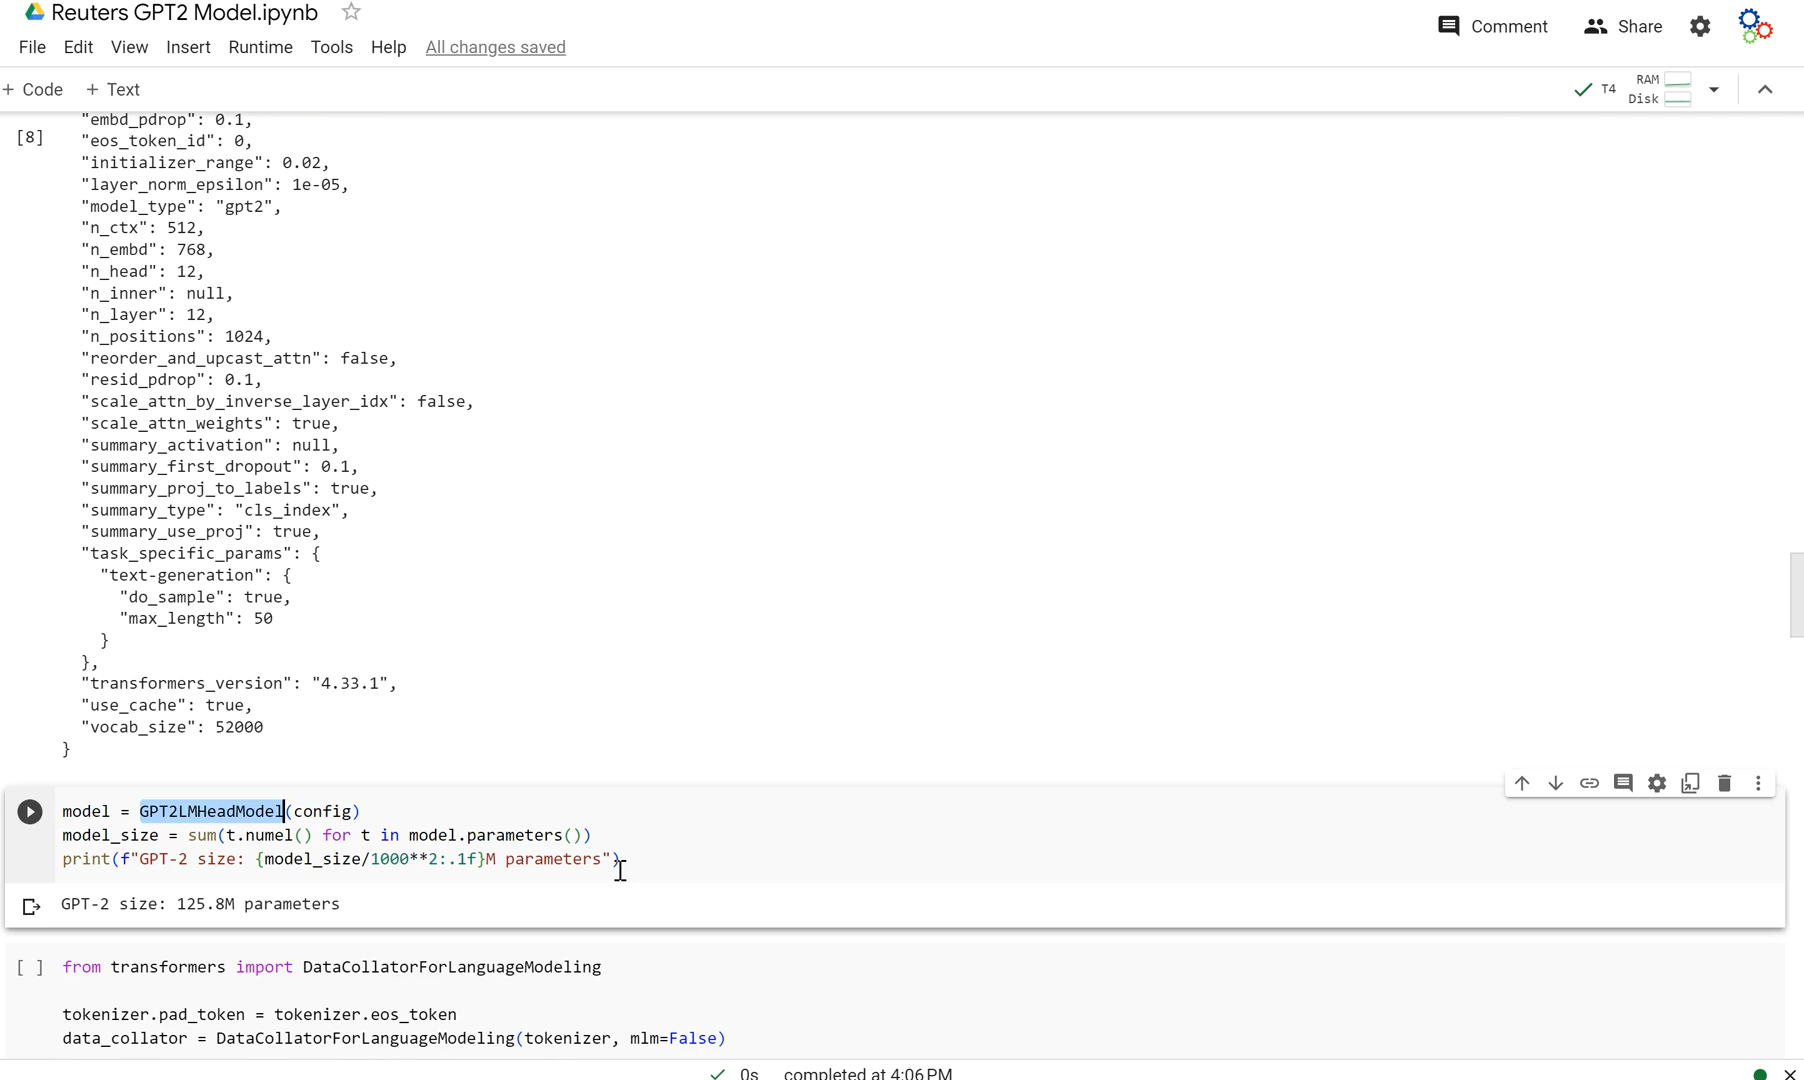 Reuters GPT2 Model.ipynb
Comment
Share
File Edit View Insert Runtime Tools Help All changes saved
+ Code + Text
T4
RAM
Disk
"embd_pdrop": 0.1,
[8]
"eos_token_id": 0,
"initializer_range": 0.02,
"layer_norm_epsilon": 1e-05,
"model_type": "gpt2",
"n_ctx": 512,
"n_embd": 768,
"n_head": 12,
"n_inner": null,
"n_layer": 12,
"n_positions": 1024,
"reorder_and_upcast_attn": false,
"resid_pdrop": 0.1,
"scale_attn_by_inverse_layer_idx": false,
"scale_attn_weights": true,
"summary_activation": null,
"summary_first_dropout": 0.1,
"summary_proj_to_labels": true,
"summary_type": "cls_index",
"summary_use_proj": true,
"task_specific_params": {
"text-generation": {
"do_sample": true,
"max_length": 50
}
},
"transformers_version": "4.33.1",
"use_cache": true,
"vocab_size": 52000
}
model = GPT2LMHeadModel(config)
model_size = sum(t.numel() for t in model.parameters())
print(f"GPT-2 size: {model_size/1000**2:.1f}M parameters")
GPT-2 size: 125.8M parameters
[ ] from transformers import DataCollatorForLanguageModeling
tokenizer.pad_token = tokenizer.eos_token
data_collator = DataCollatorForLanguageModeling(tokenizer, mlm=False)
0s completed at 4:06 PM